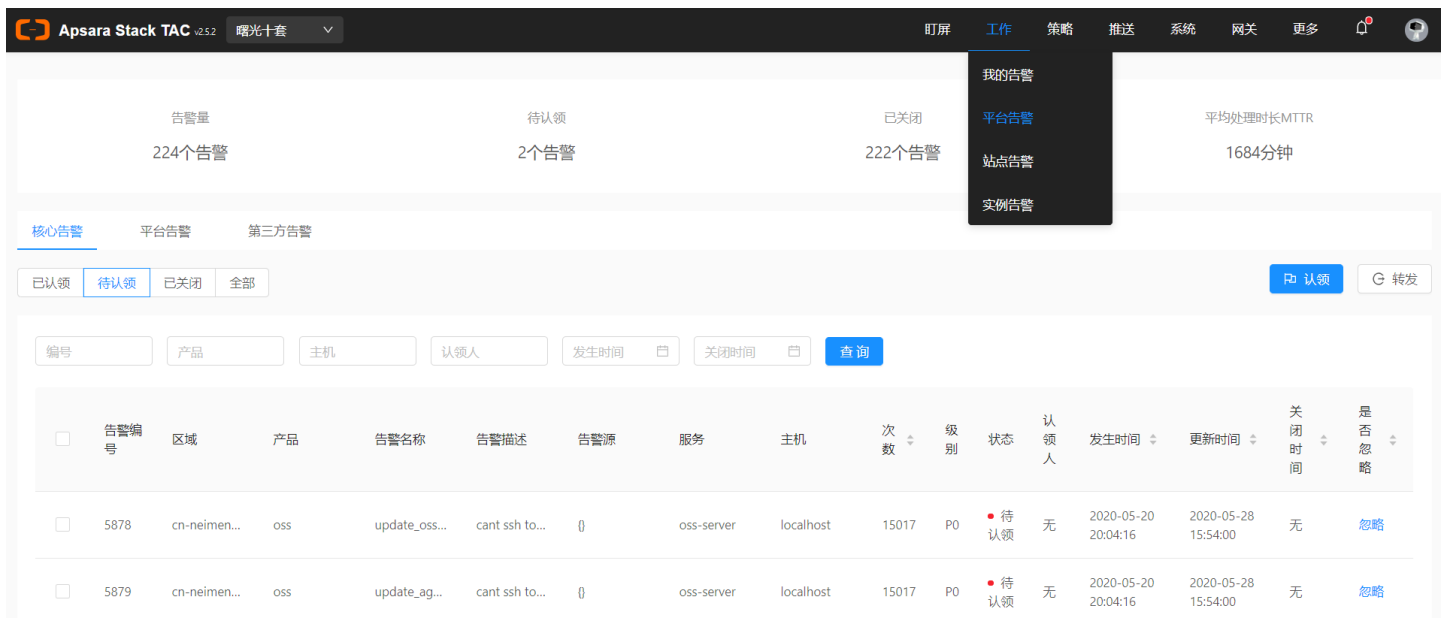 Apsara Stack TAC v2.5.2 曙光十套 盯屏 工作 策略 推送 系统 网关 更多
我的告警
平台告警
站点告警
实例告警
告警量 待认领 已关闭 平均处理时长MTTR
224个告警 2个告警 222个告警 1684分钟
核心告警 平台告警 第三方告警
已认领 待认领 已关闭 全部 认领 转发
编号 产品 主机 认领人 发生时间 关闭时间 查询
告警编号 区域 产品 告警名称 告警描述 告警源 服务 主机 次数 级别 状态 认领人 发生时间 更新时间 关闭时间 是否忽略
5878 cn-neimen... oss update_oss... cant ssh to... {} oss-server localhost 15017 P0 待认领 无 2020-05-20 20:04:16 2020-05-28 15:54:00 无 忽略
5879 cn-neimen... oss update_ag... cant ssh to... {} oss-server localhost 15017 P0 待认领 无 2020-05-20 20:04:16 2020-05-28 15:54:00 无 忽略